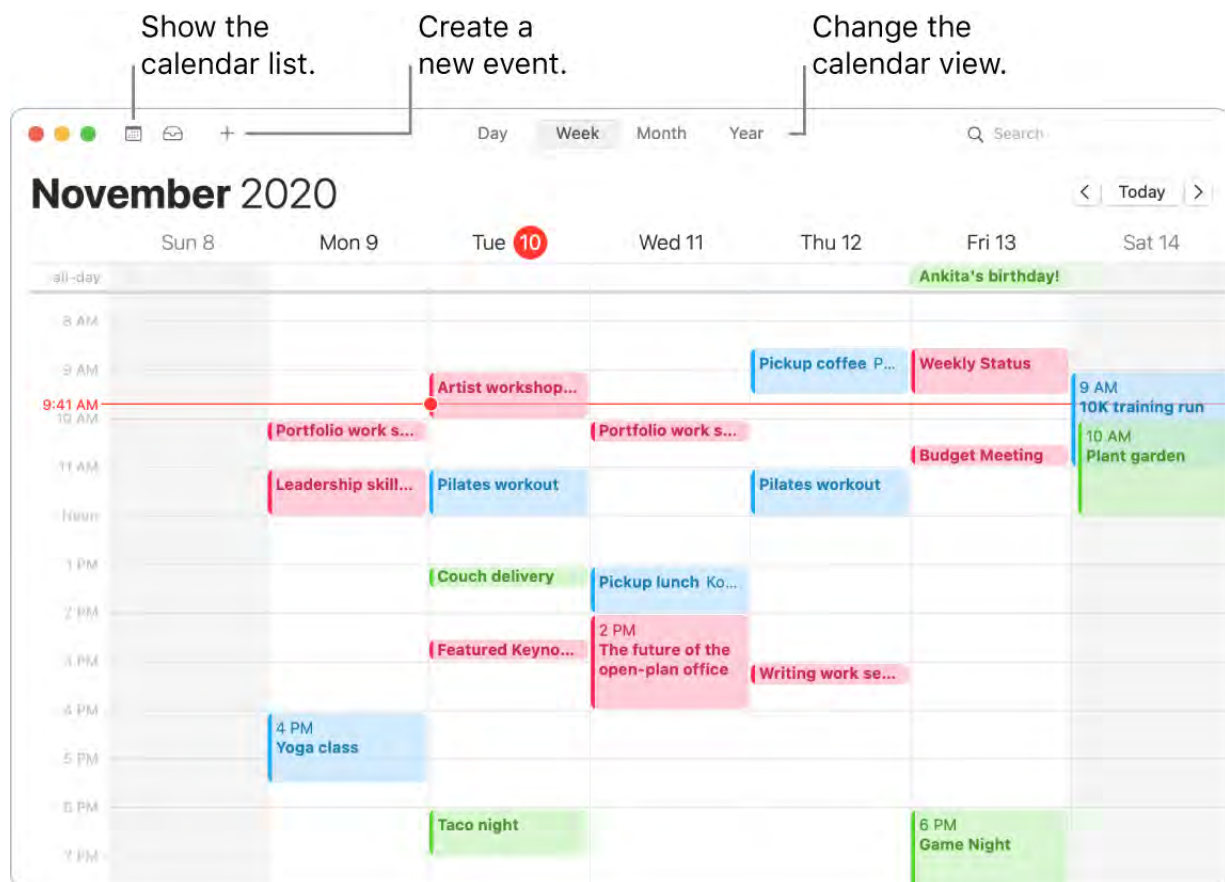 Show the
calendar list.
Create a
new event.
Change the
calendar view.
Day Week Month Year
Search
November 2020
Today
Sun 8 Mon 9 Tue 10 Wed 11 Thu 12 Fri 13 Sat 14
all-day
Ankita's birthday!
8 AM
9 AM
Pickup coffee P...
Weekly Status
Artist workshop...
9 AM
10K training run
9:41 AM
10 AM
Portfolio work s...
Portfolio work s...
10 AM
Plant garden
Budget Meeting
11 AM
Leadership skill...
Pilates workout
Pilates workout
Noon
1 PM
Couch delivery
Pickup lunch Ko...
2 PM
2 PM
The future of the
open-plan office
Featured Keyno...
3 PM
Writing work se...
4 PM
4 PM
Yoga class
5 PM
6 PM
Taco night
6 PM
Game Night
7 PM